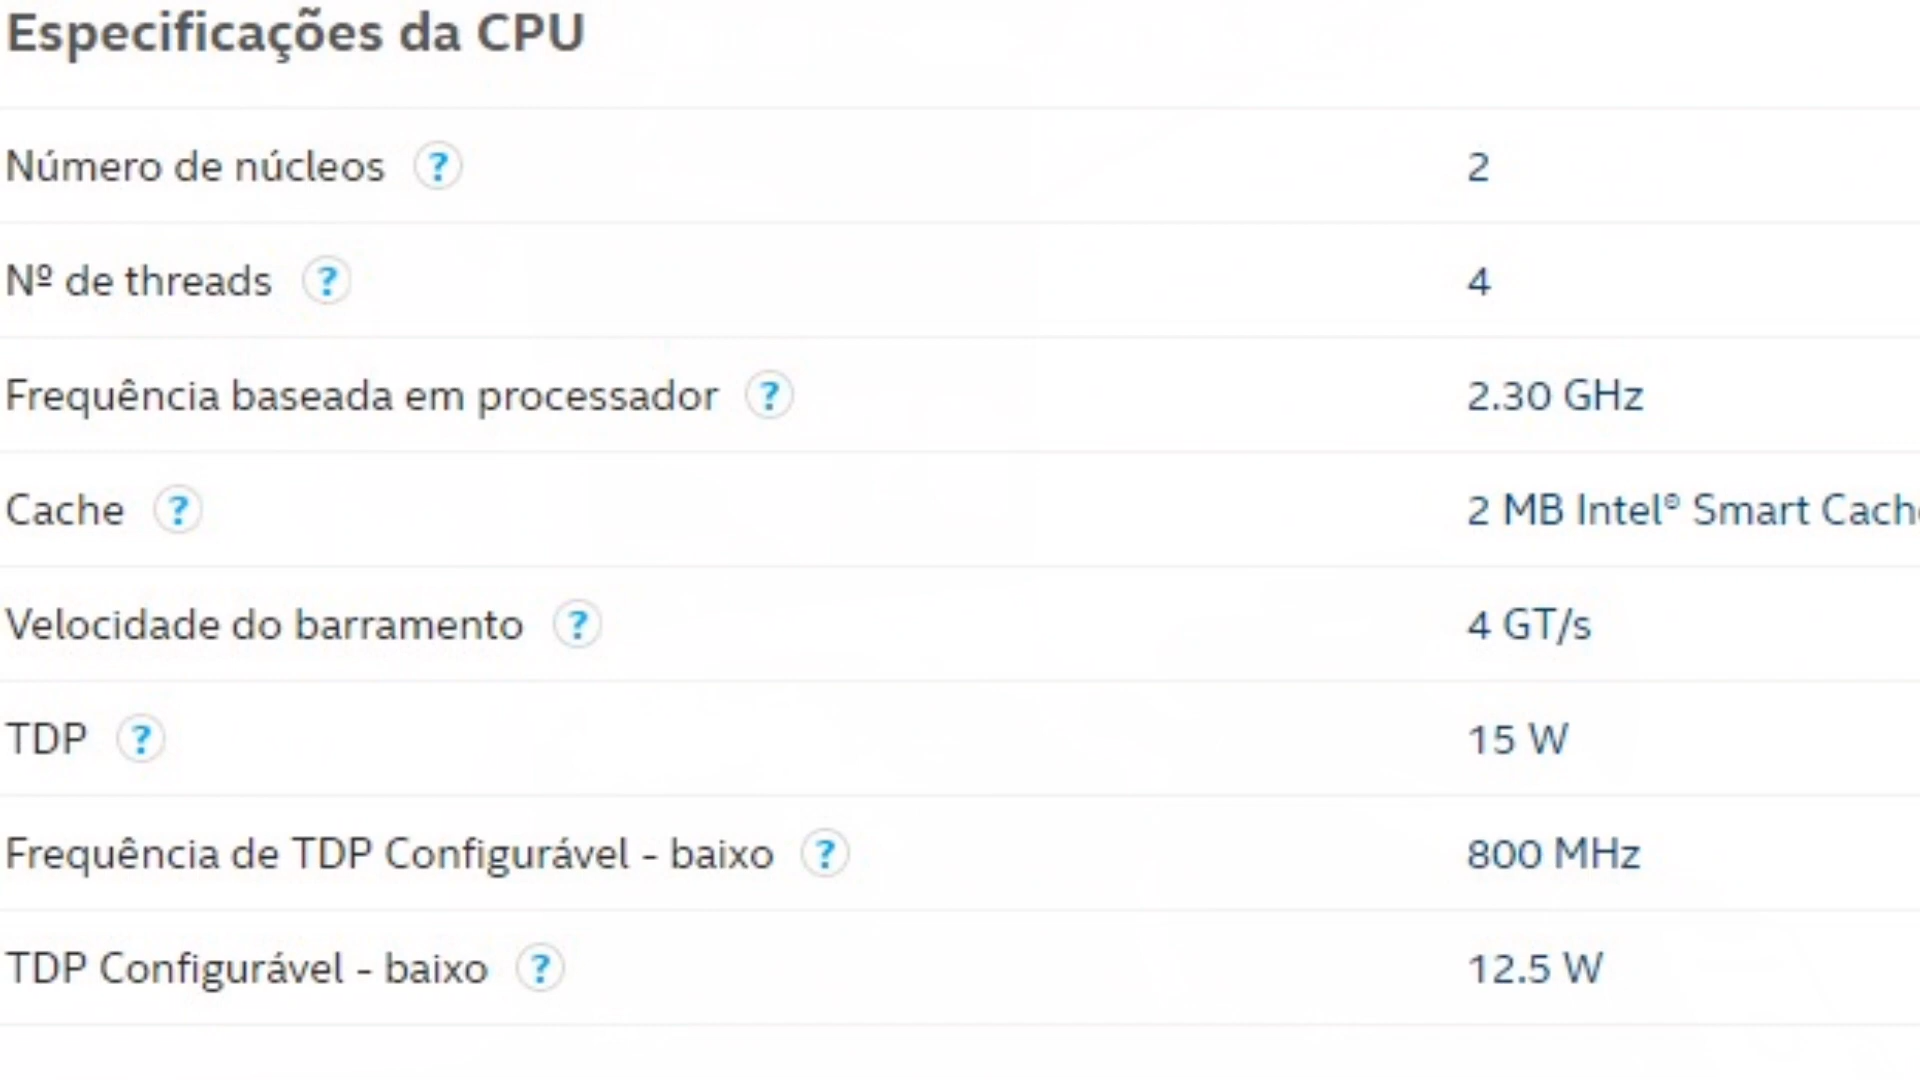 Especificações da CPU
Número de núcleos ? 2
Nº de threads ? 4
Frequência baseada em processador ? 2.30 GHz
Cache ? 2 MB Intel® Smart Cach
Velocidade do barramento ? 4 GT/s
TDP ? 15 W
Frequência de TDP Configurável - baixo ? 800 MHz
TDP Configurável - baixo ? 12.5 W